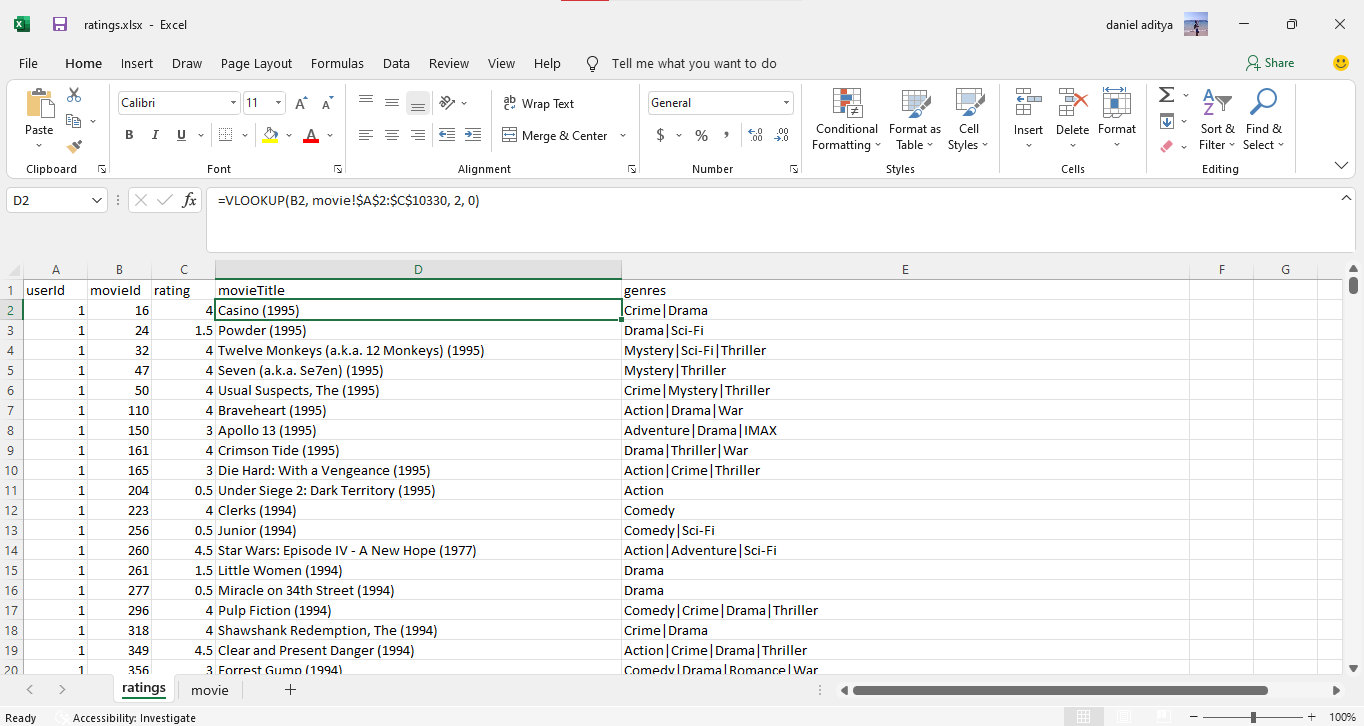 ratings.xlsx - Excel
daniel aditya
File Home Insert Draw Page Layout Formulas Data Review View Help Tell me what you want to do Share
Paste
Clipboard
Calibri 11
B I U A
Font
Wrap Text
Merge & Center
Alignment
General
$ % ,
Number
Conditional Formatting
Format as Table
Cell Styles
Styles
Insert
Delete
Format
Cells
Sort & Filter
Find & Select
Editing
D2 fx =VLOOKUP(B2, movie!$A$2:$C$10330, 2, 0)
A B C D E F G
1 userId movieId rating movieTitle genres
2 1 16 4 Casino (1995) Crime|Drama
3 1 24 1.5 Powder (1995) Drama|Sci-Fi
4 1 32 4 Twelve Monkeys (a.k.a. 12 Monkeys) (1995) Mystery|Sci-Fi|Thriller
5 1 47 4 Seven (a.k.a. Se7en) (1995) Mystery|Thriller
6 1 50 4 Usual Suspects, The (1995) Crime|Mystery|Thriller
7 1 110 4 Braveheart (1995) Action|Drama|War
8 1 150 3 Apollo 13 (1995) Adventure|Drama|IMAX
9 1 161 4 Crimson Tide (1995) Drama|Thriller|War
10 1 165 3 Die Hard: With a Vengeance (1995) Action|Crime|Thriller
11 1 204 0.5 Under Siege 2: Dark Territory (1995) Action
12 1 223 4 Clerks (1994) Comedy
13 1 256 0.5 Junior (1994) Comedy|Sci-Fi
14 1 260 4.5 Star Wars: Episode IV - A New Hope (1977) Action|Adventure|Sci-Fi
15 1 261 1.5 Little Women (1994) Drama
16 1 277 0.5 Miracle on 34th Street (1994) Drama
17 1 296 4 Pulp Fiction (1994) Comedy|Crime|Drama|Thriller
18 1 318 4 Shawshank Redemption, The (1994) Crime|Drama
19 1 349 4.5 Clear and Present Danger (1994) Action|Crime|Drama|Thriller
20 1 356 3 Forrest Gump (1994) Comedy|Drama|Romance|War
ratings movie
Ready Accessibility: Investigate 100%